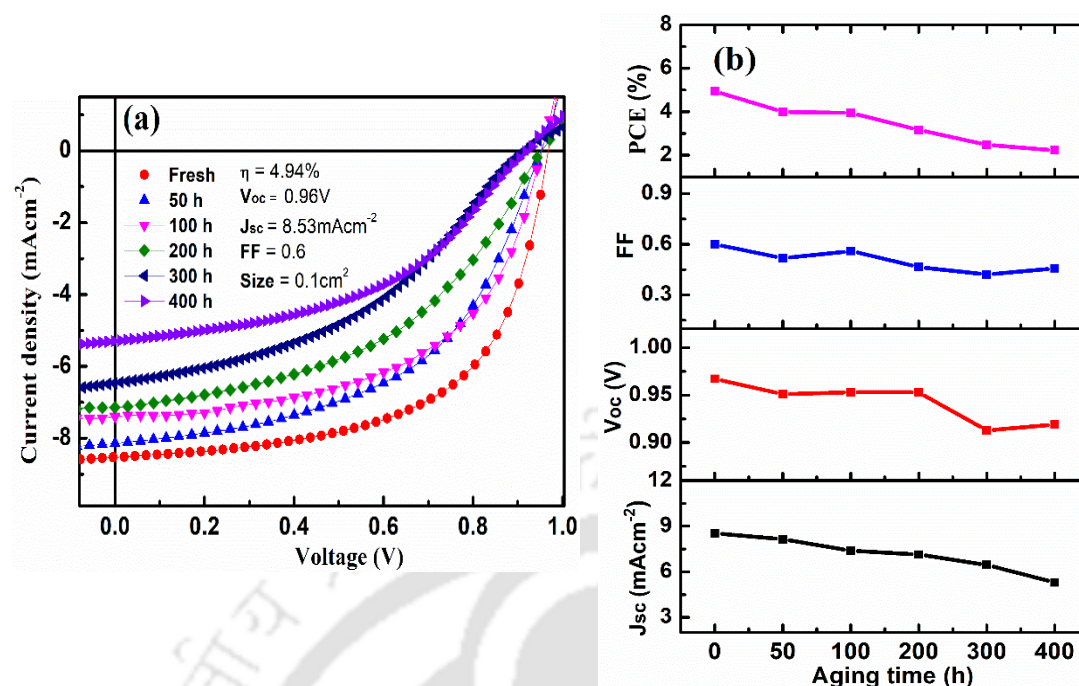 (a)
Current density (mAcm⁻²)
0
-2
-4
-6
-8
Fresh
50 h
100 h
200 h
300 h
400 h
η = 4.94%
Voc = 0.96V
Jsc = 8.53mAcm⁻²
FF = 0.6
Size = 0.1cm²
0.0 0.2 0.4 0.6 0.8 1.0
Voltage (V)
(b)
PCE (%)
8
6
4
2
FF
0.9
0.6
0.3
Voc (V)
1.00
0.95
0.90
Jsc (mAcm⁻²)
12
9
6
3
0 50 100 200 300 400
Aging time (h)